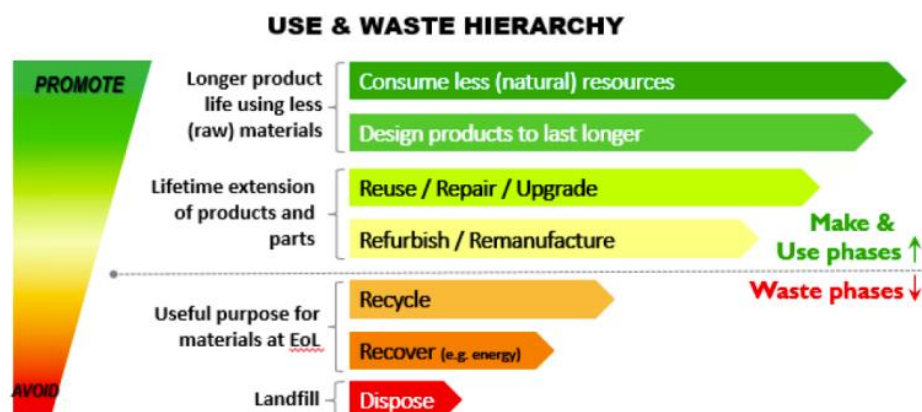 USE & WASTE HIERARCHY
PROMOTE
Longer product
life using less
(raw) materials
Consume less (natural) resources
Design products to last longer
Lifetime extension
of products and
parts
Reuse / Repair / Upgrade
Refurbish / Remanufacture
Make &
Use phases ↑
Waste phases ↓
Useful purpose for
materials at EoL
Recycle
Recover (e.g. energy)
AVOID
Landfill
Dispose